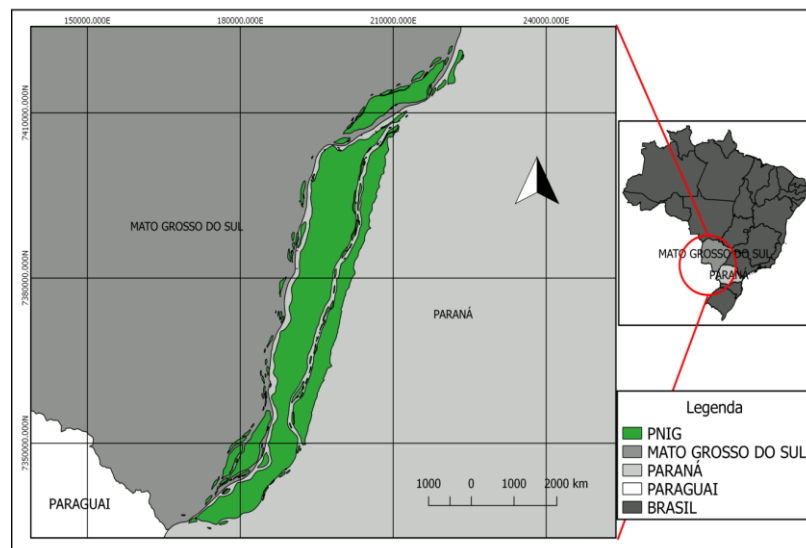 150000.000E
180000.000E
210000.000E
240000.000E
7410000.000N
7380000.000N
7350000.000N
MATO GROSSO DO SUL
PARANÁ
PARAGUAI
1000 0 1000 2000 km
MATO GROSSO DO SUL
PARANÁ
Legenda
PNIG
MATO GROSSO DO SUL
PARANÁ
PARAGUAI
BRASIL